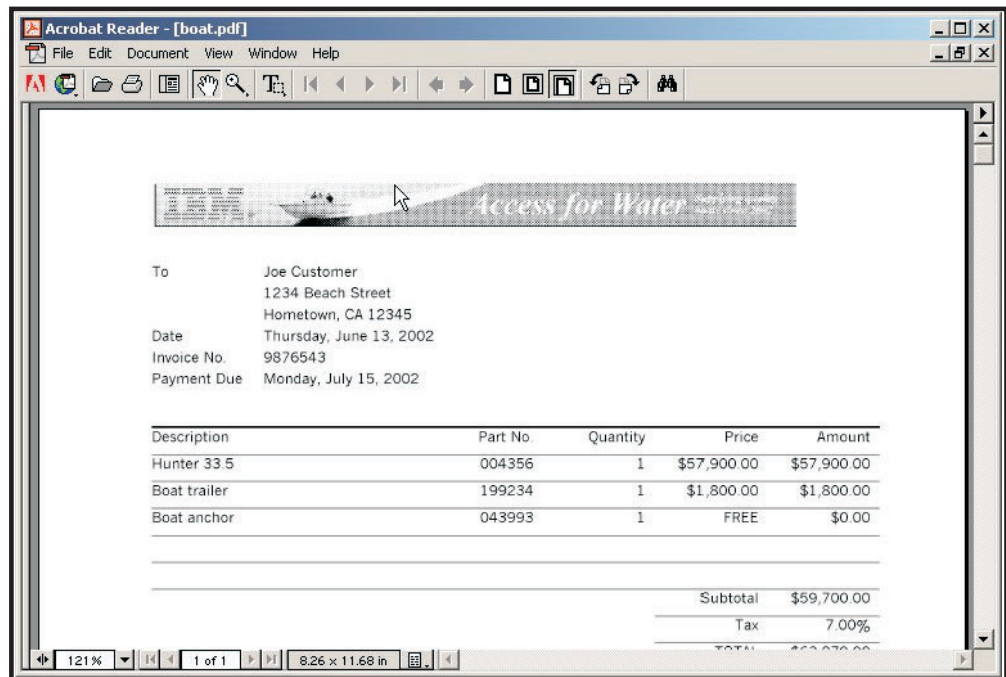 Acrobat Reader - [boat.pdf]
File Edit Document View Window Help
IBM Access for Water
To Joe Customer
1234 Beach Street
Hometown, CA 12345
Date Thursday, June 13, 2002
Invoice No. 9876543
Payment Due Monday, July 15, 2002
Description Part No. Quantity Price Amount
Hunter 33.5 004356 1 $57,900.00 $57,900.00
Boat trailer 199234 1 $1,800.00 $1,800.00
Boat anchor 043993 1 FREE $0.00
Subtotal $59,700.00
Tax 7.00%
121% 1 of 1 8.26 x 11.68 in